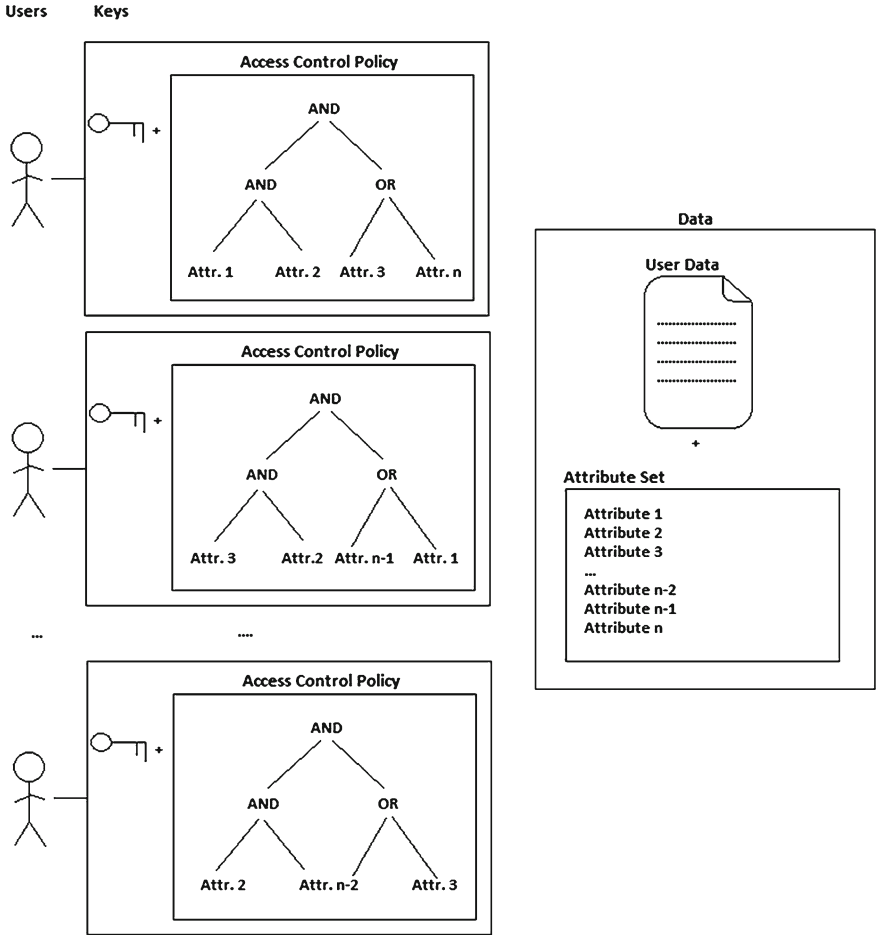 Users Keys
Access Control Policy
+
AND
AND OR
Attr. 1 Attr. 2 Attr. 3 Attr. n
Access Control Policy
+
AND
AND OR
Attr. 3 Attr.2 Attr. n-1 Attr. 1
... ....
Access Control Policy
+
AND
AND OR
Attr. 2 Attr. n-2 Attr. 3
Data
User Data
+
Attribute Set
Attribute 1
Attribute 2
Attribute 3
...
Attribute n-2
Attribute n-1
Attribute n